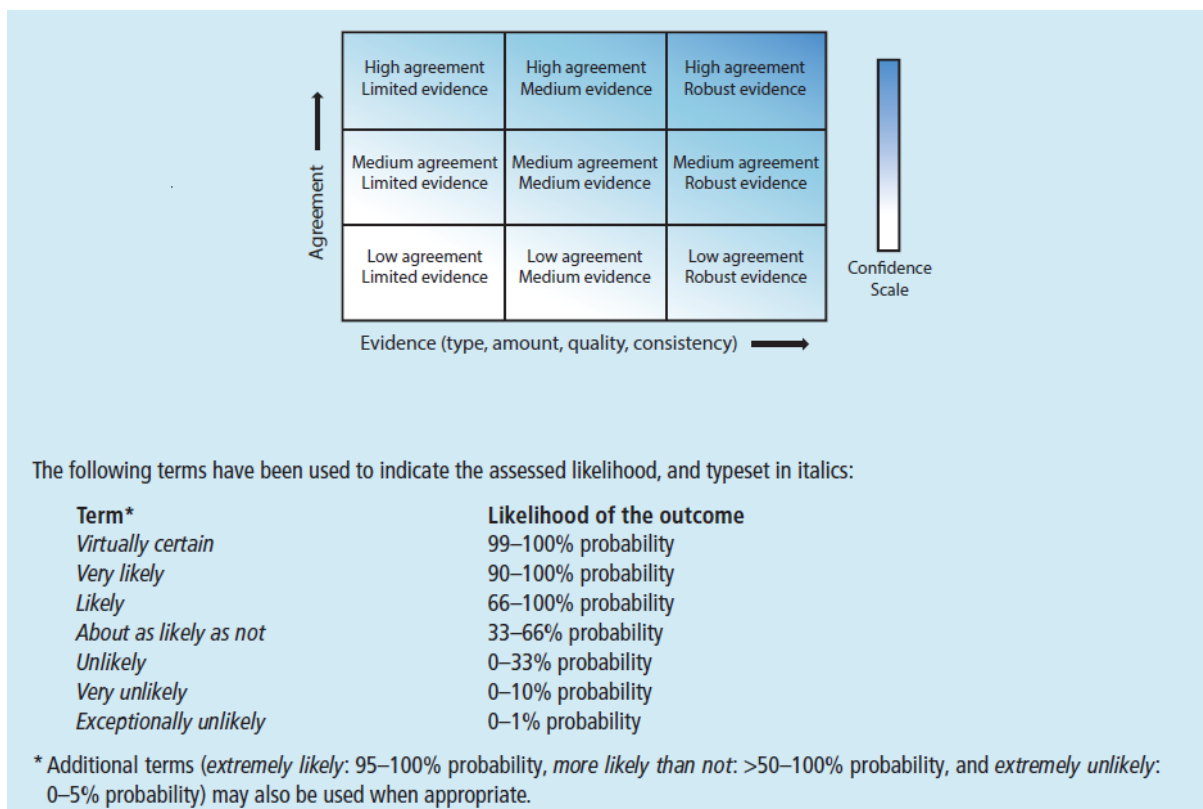 High agreement
Limited evidence
High agreement
Medium evidence
High agreement
Robust evidence
Medium agreement
Limited evidence
Medium agreement
Medium evidence
Medium agreement
Robust evidence
Low agreement
Limited evidence
Low agreement
Medium evidence
Low agreement
Robust evidence
Agreement
Evidence (type, amount, quality, consistency)
Confidence
Scale
The following terms have been used to indicate the assessed likelihood, and typeset in italics:
Term* Likelihood of the outcome
Virtually certain 99–100% probability
Very likely 90–100% probability
Likely 66–100% probability
About as likely as not 33–66% probability
Unlikely 0–33% probability
Very unlikely 0–10% probability
Exceptionally unlikely 0–1% probability
* Additional terms (extremely likely: 95–100% probability, more likely than not: >50–100% probability, and extremely unlikely:
0–5% probability) may also be used when appropriate.